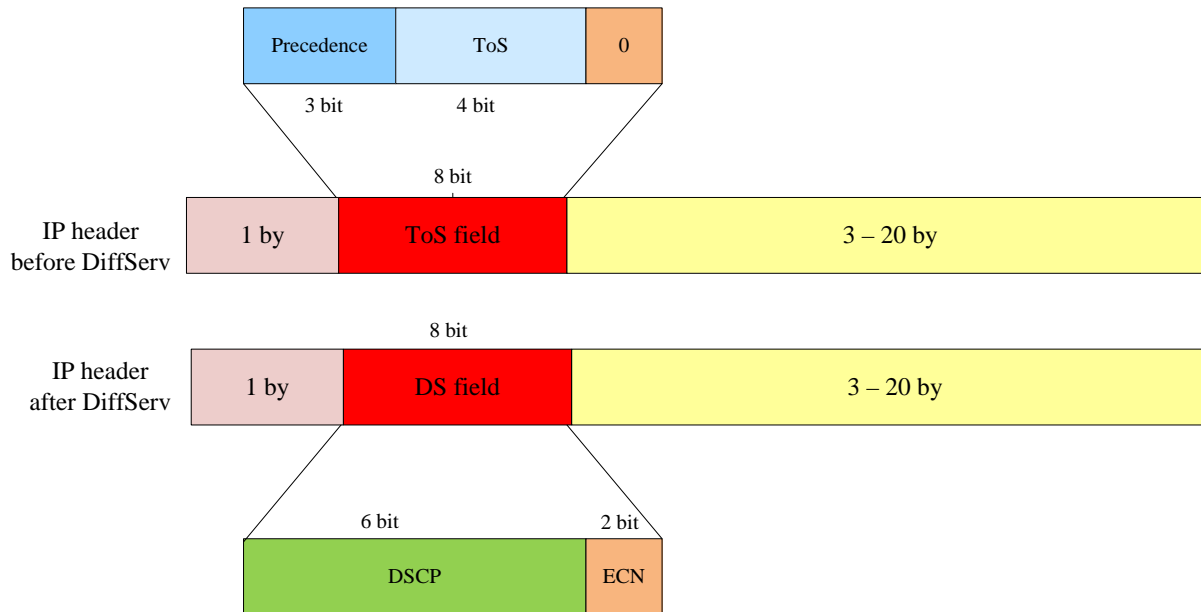 Precedence
ToS
0
3 bit
4 bit
8 bit
IP header
before DiffServ
1 by
ToS field
3 – 20 by
8 bit
IP header
after DiffServ
1 by
DS field
3 – 20 by
6 bit
2 bit
DSCP
ECN